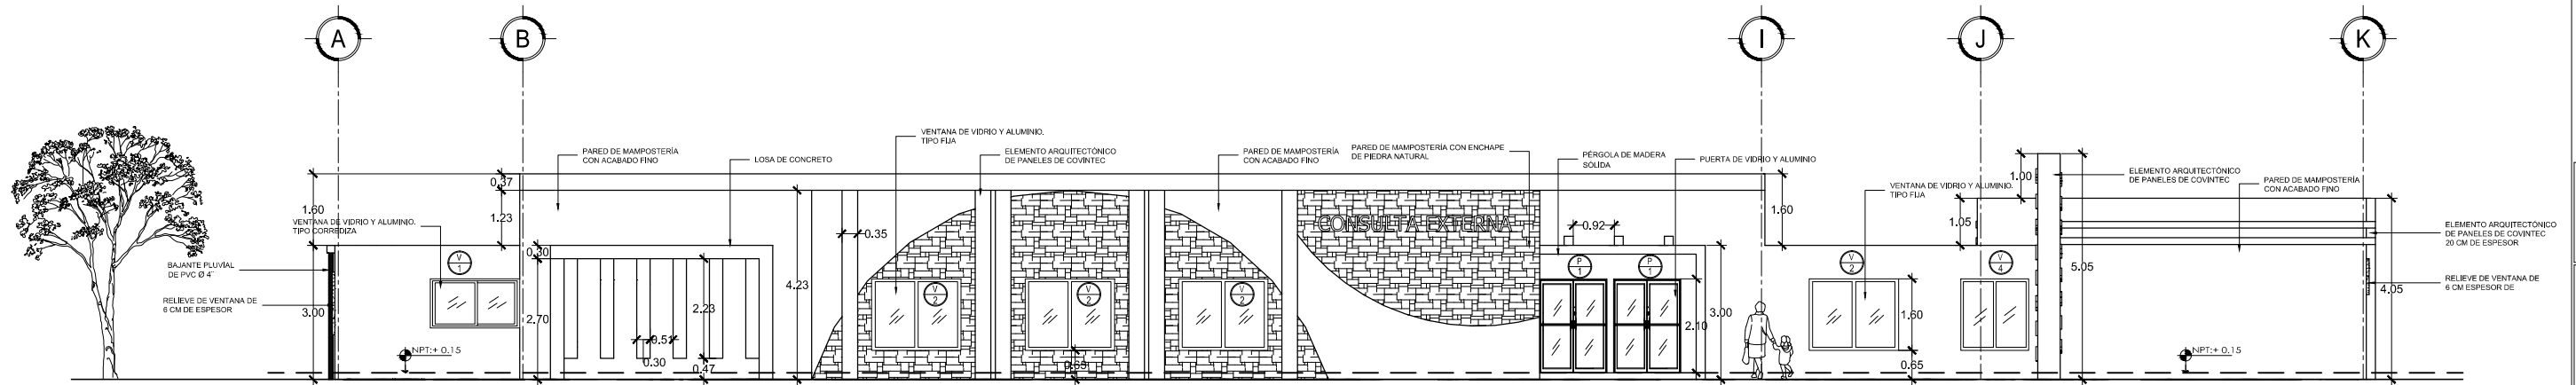 A
B
I
J
K
VENTANA DE VIDRIO Y ALUMINIO.
TIPO FIJA
PARED DE MAMPOSTERÍA
CON ACABADO FINO
LOSA DE CONCRETO
ELEMENTO ARQUITECTÓNICO
DE PANELES DE COVINTEC
PARED DE MAMPOSTERÍA
CON ACABADO FINO
PARED DE MAMPOSTERÍA CON ENCHAPE
DE PIEDRA NATURAL
PÉRGOLA DE MADERA
SÓLIDA
PUERTA DE VIDRIO Y ALUMINIO
VENTANA DE VIDRIO Y ALUMINIO.
TIPO FIJA
ELEMENTO ARQUITECTÓNICO
DE PANELES DE COVINTEC
PARED DE MAMPOSTERÍA
CON ACABADO FINO
ELEMENTO ARQUITECTÓNICO
DE PANELES DE COVINTEC
20 CM DE ESPESOR
RELIEVE DE VENTANA DE
6 CM ESPESOR DE
VENTANA DE VIDRIO Y ALUMINIO.
TIPO CORREDIZA
BAJANTE PLUVIAL
DE PVC Ø 4"
RELIEVE DE VENTANA DE
6 CM DE ESPESOR
CONSULTA EXTERNA
0.37
1.60
1.23
0.30
3.00
2.70
2.23
0.51
0.30
0.47
4.23
0.35
0.65
0.92
2.10
3.00
1.60
1.60
0.65
1.05
1.00
5.05
4.05
V
1
V
2
V
2
V
2
P
1
P
1
V
2
V
4
NPT:+ 0.15
NPT:+ 0.15